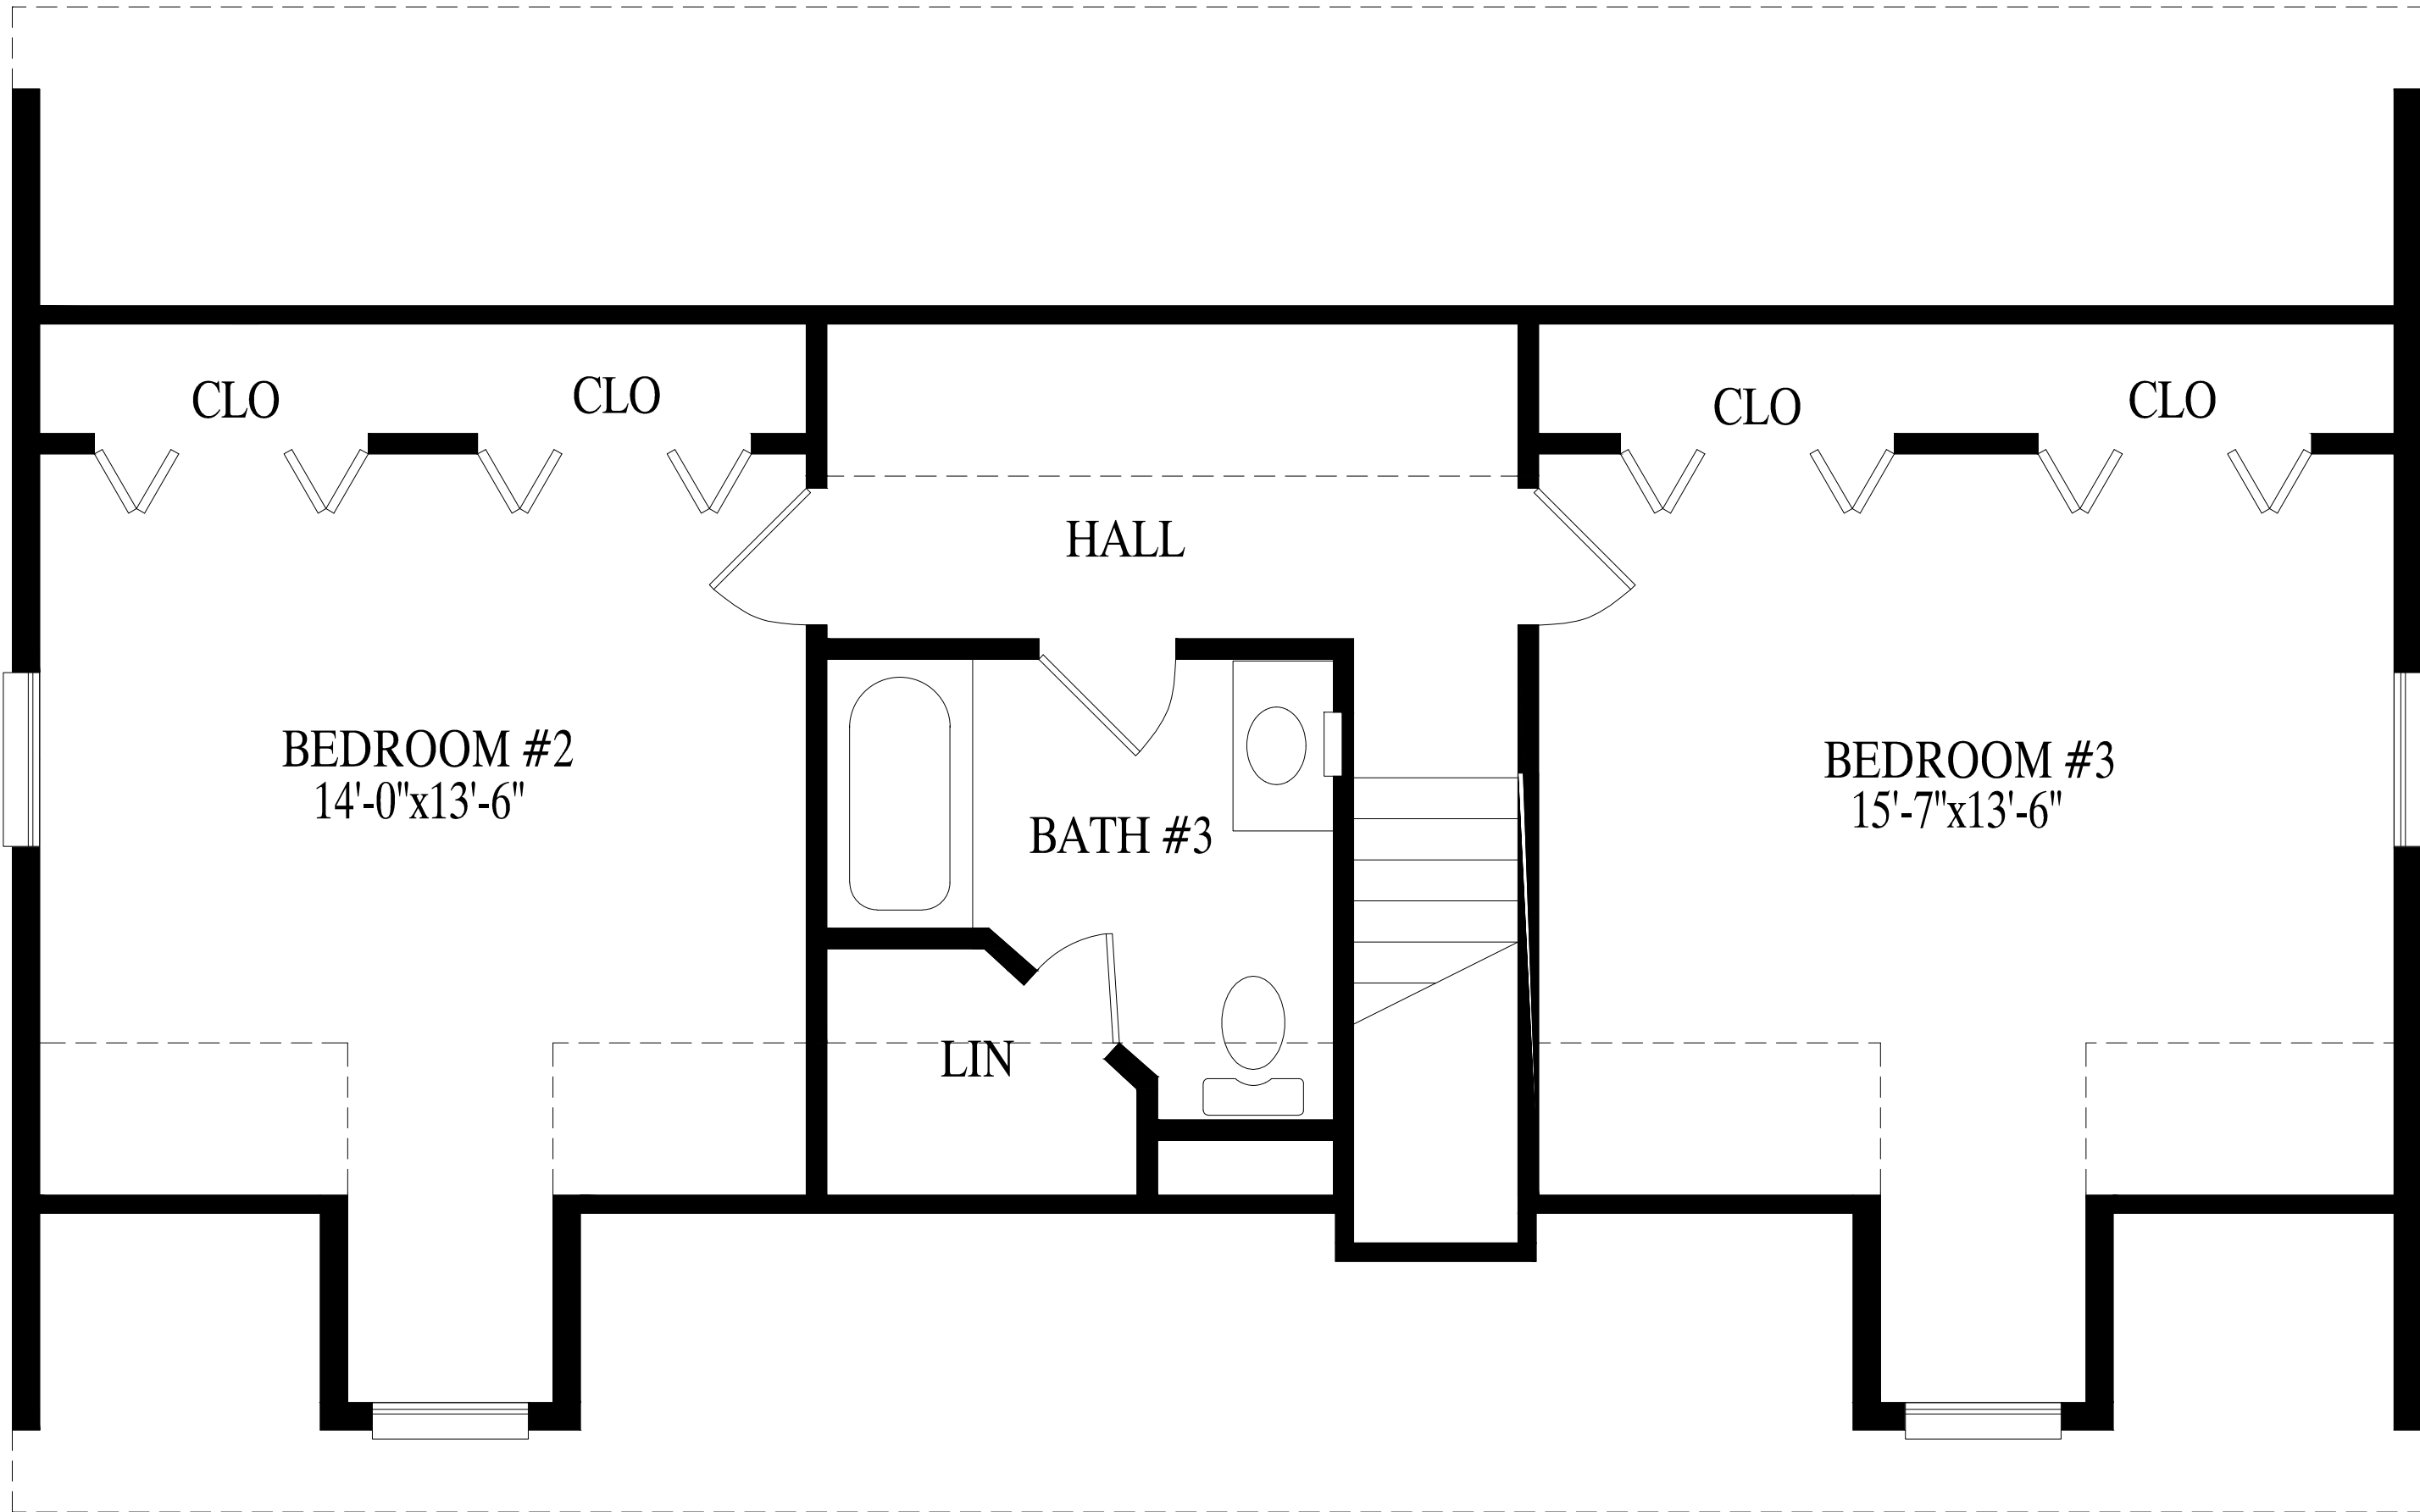 CLO
CLO
CLO
CLO
HALL
BEDROOM #2
14'-0"x13'-6"
BATH #3
BEDROOM #3
15'-7"x13'-6"
LIN